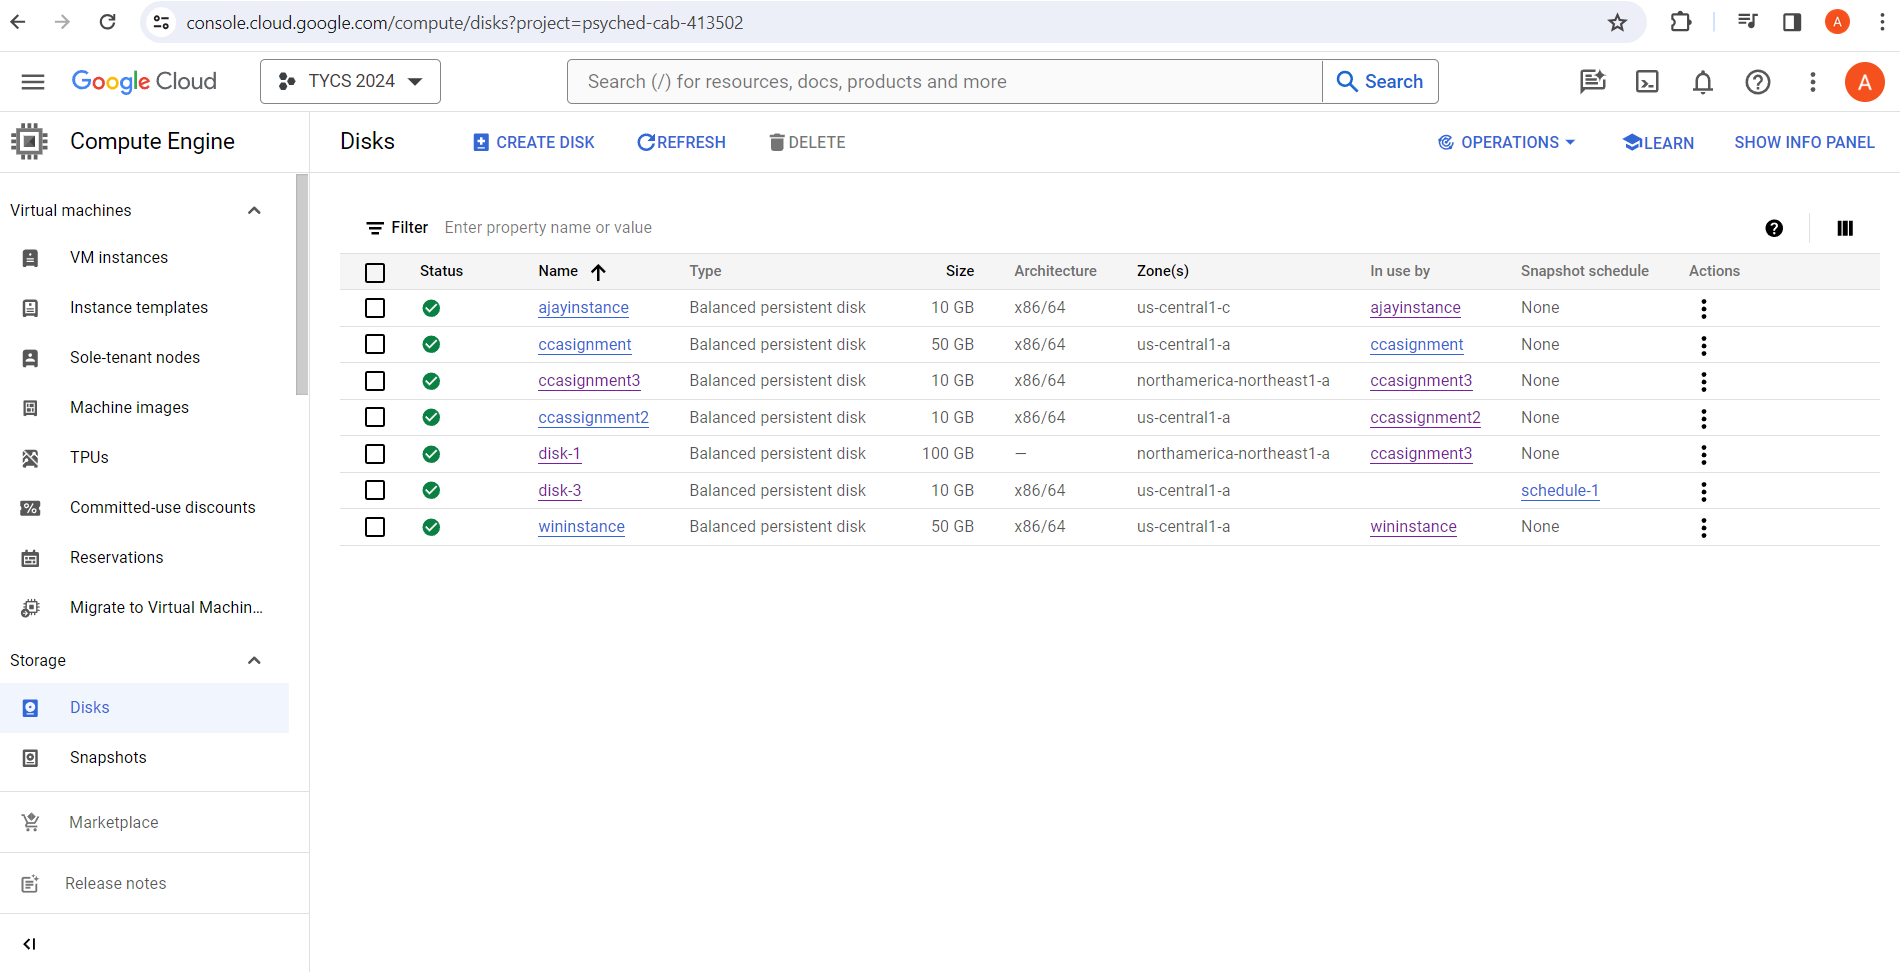 console.cloud.google.com/compute/disks?project=psyched-cab-413502
A
Google Cloud
TYCS 2024
Search (/) for resources, docs, products and more
Search
A
Compute Engine
Disks
CREATE DISK
REFRESH
DELETE
OPERATIONS
LEARN
SHOW INFO PANEL
Virtual machines
VM instances
Instance templates
Sole-tenant nodes
Machine images
TPUs
Committed-use discounts
Reservations
Migrate to Virtual Machin...
Storage
Disks
Snapshots
Marketplace
Release notes
Filter Enter property name or value
Status Name Type Size Architecture Zone(s) In use by Snapshot schedule Actions
ajayinstance Balanced persistent disk 10 GB x86/64 us-central1-c ajayinstance None
ccasignment Balanced persistent disk 50 GB x86/64 us-central1-a ccasignment None
ccasignment3 Balanced persistent disk 10 GB x86/64 northamerica-northeast1-a ccasignment3 None
ccassignment2 Balanced persistent disk 10 GB x86/64 us-central1-a ccassignment2 None
disk-1 Balanced persistent disk 100 GB — northamerica-northeast1-a ccasignment3 None
disk-3 Balanced persistent disk 10 GB x86/64 us-central1-a schedule-1
wininstance Balanced persistent disk 50 GB x86/64 us-central1-a wininstance None